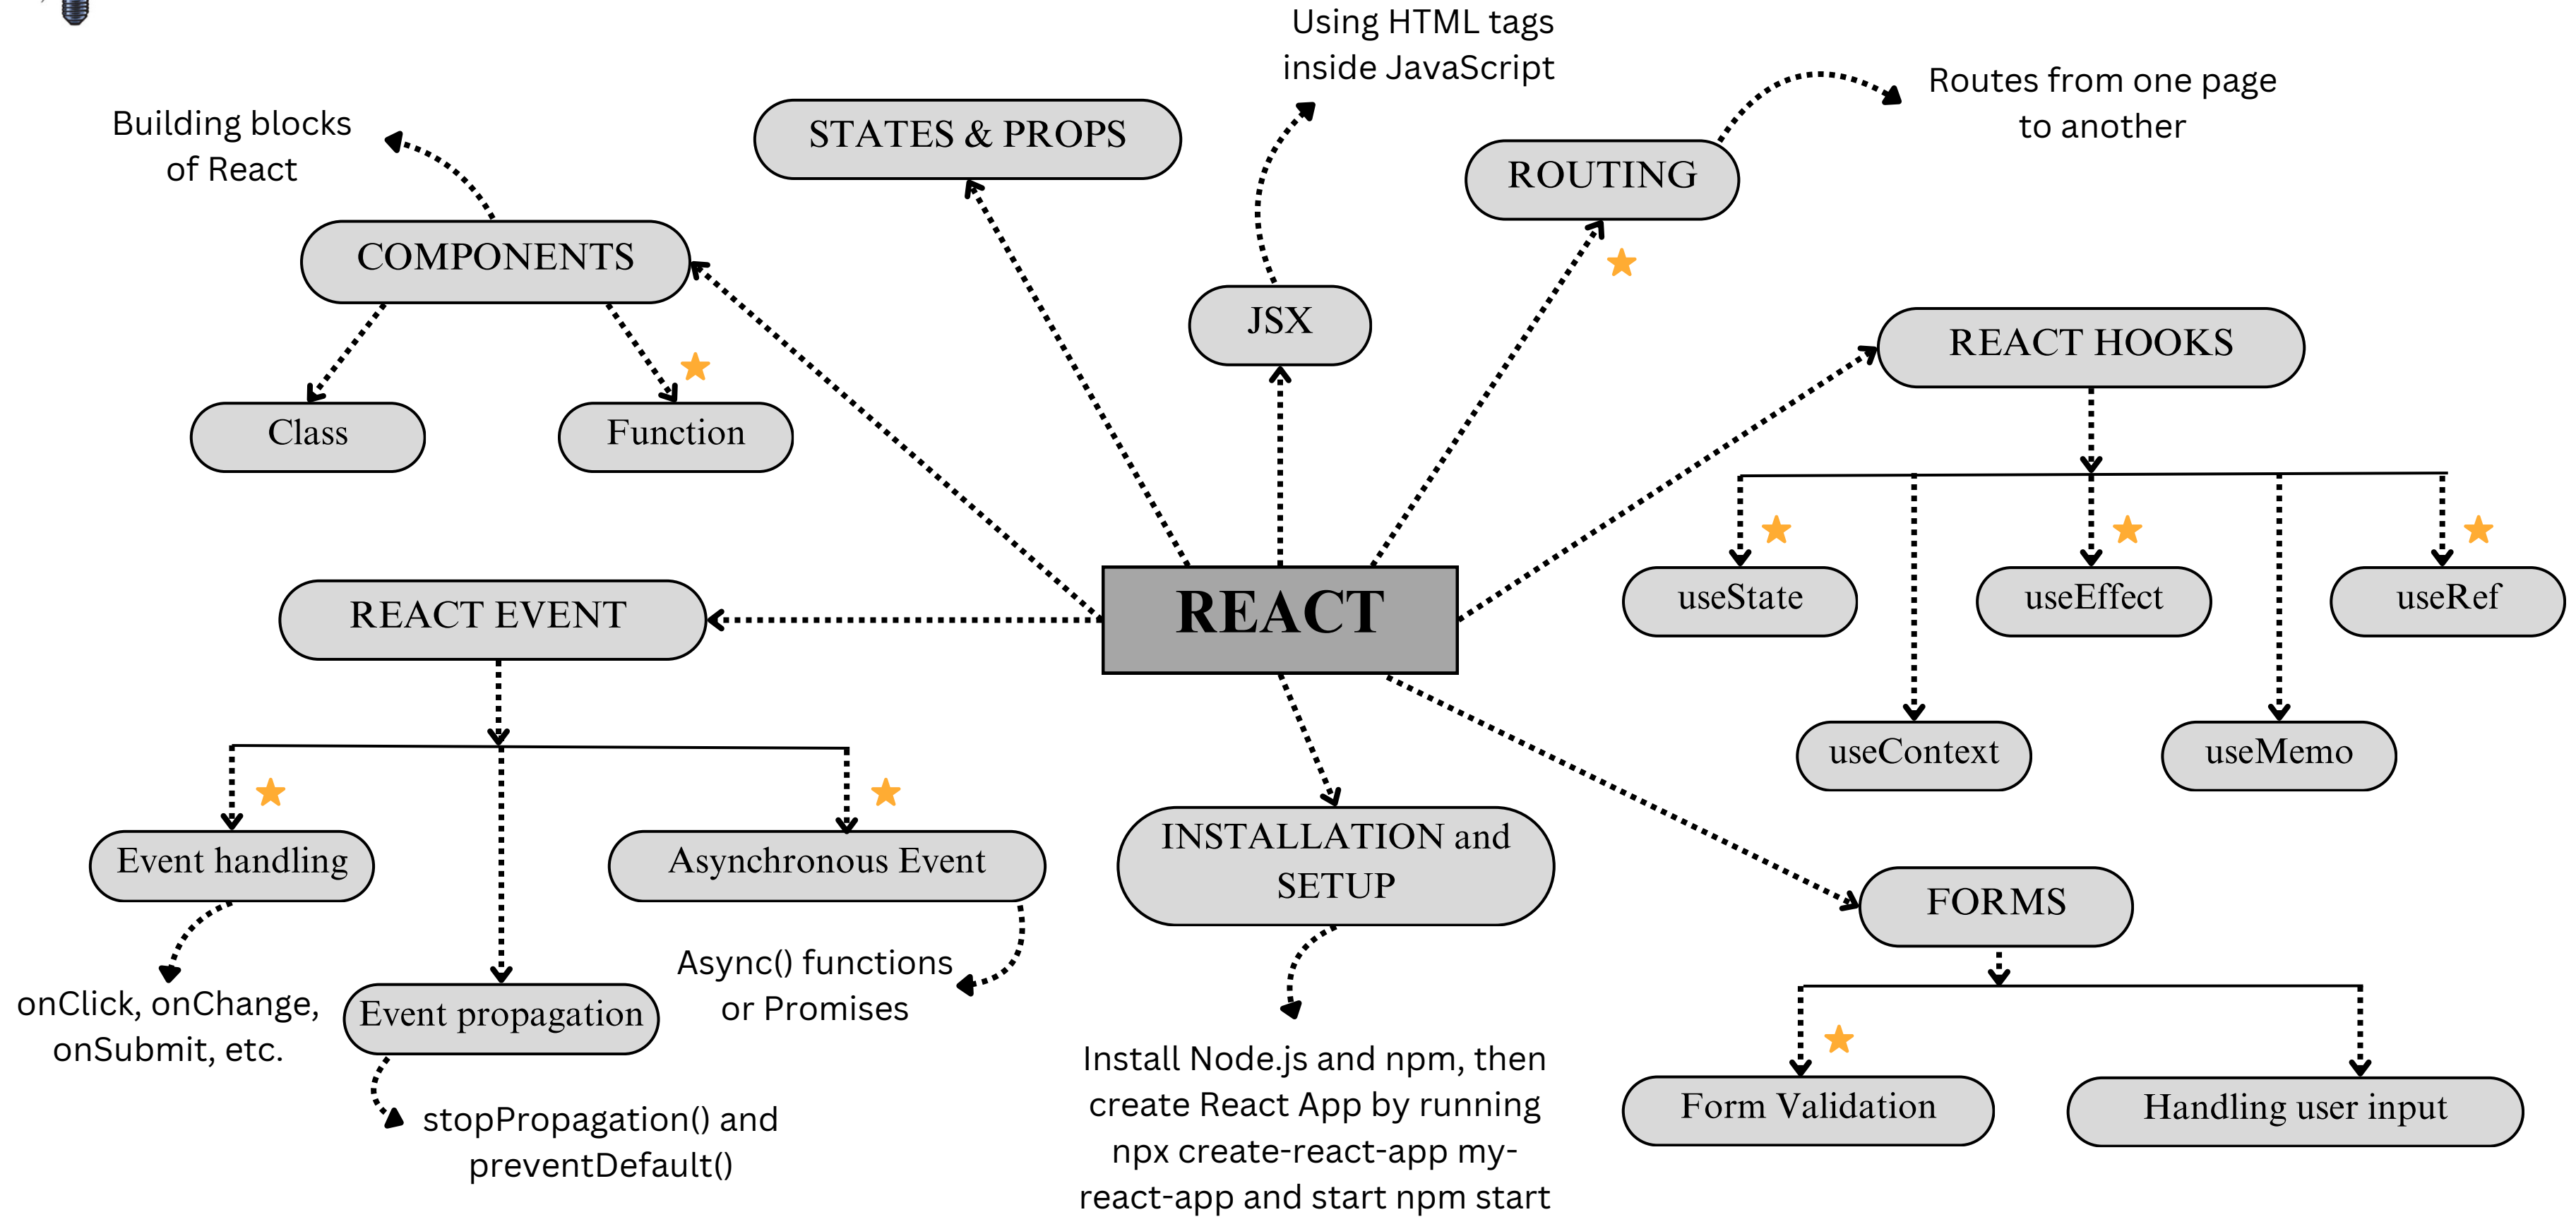 Using HTML tags
inside JavaScript
Routes from one page
to another
Building blocks
of React
STATES & PROPS
ROUTING
COMPONENTS
JSX
REACT HOOKS
Class
Function
REACT EVENT
REACT
useState
useEffect
useRef
useContext
useMemo
Event handling
Asynchronous Event
INSTALLATION and
SETUP
FORMS
onClick, onChange,
onSubmit, etc.
Event propagation
Async() functions
or Promises
stopPropagation() and
preventDefault()
Install Node.js and npm, then
create React App by running
npx create-react-app my-
react-app and start npm start
Form Validation
Handling user input